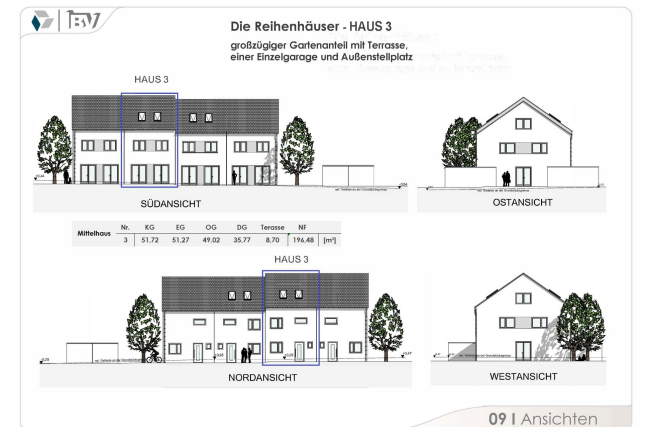 IBV
Die Reihenhäuser - HAUS 3
großzügiger Gartenanteil mit Terrasse,
einer Einzelgarage und Außenstellplatz
HAUS 3
SÜDANSICHT
OSTANSICHT
Mittelhaus Nr. KG EG OG DG Terasse NF
3 51,72 51,27 49,02 35,77 8,70 196,48 [m²]
HAUS 3
NORDANSICHT
WESTANSICHT
09 I Ansichten